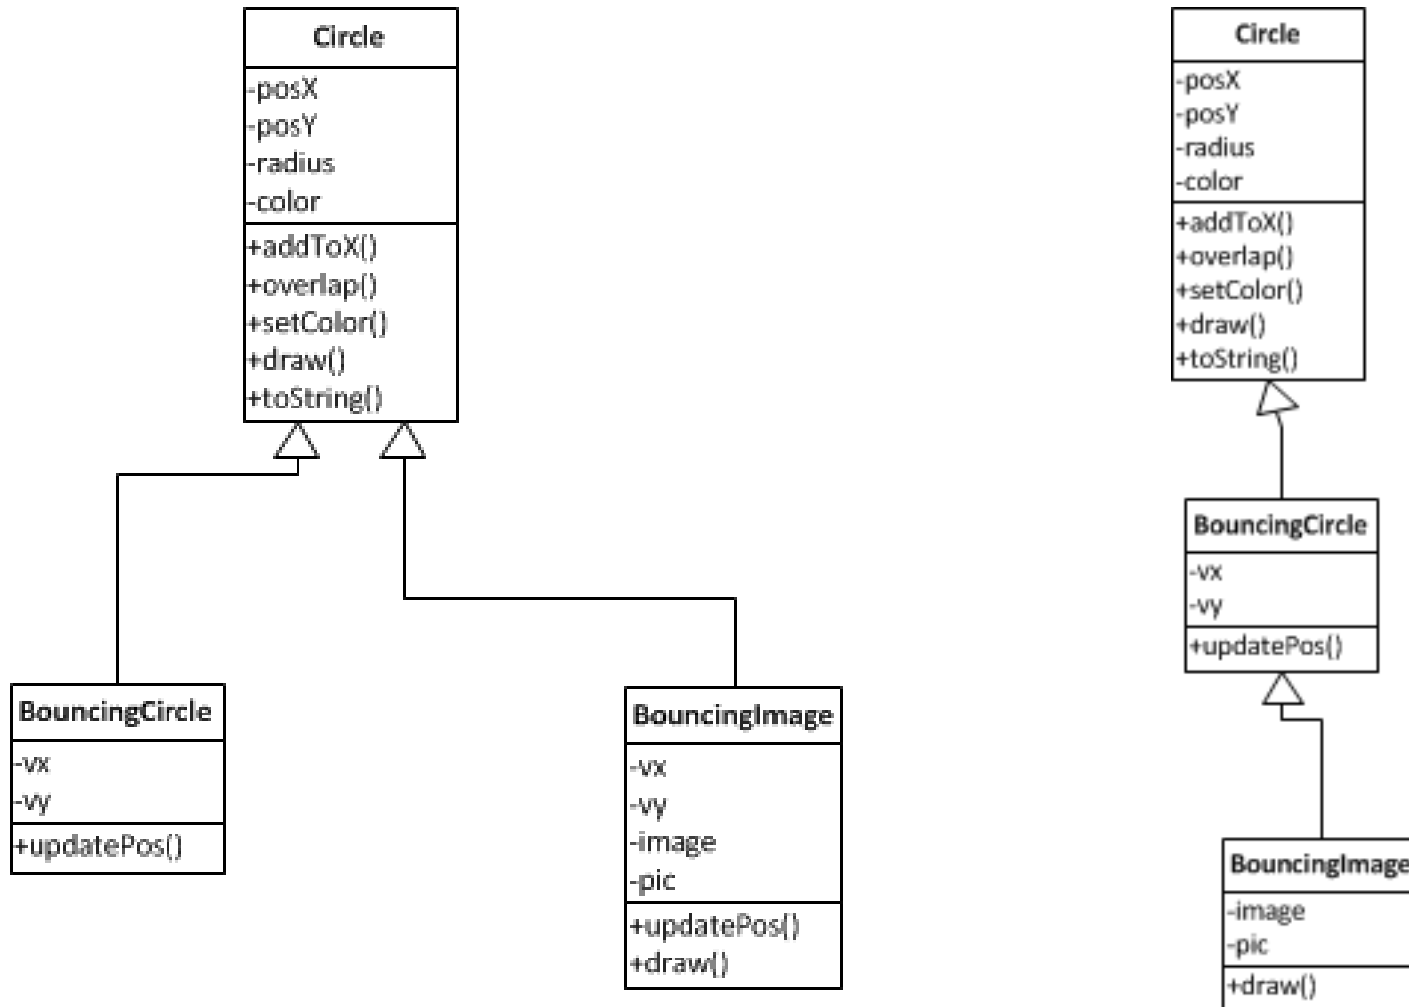 Circle
-posX
-posY
-radius
-color
+addToX()
+overlap()
+setColor()
+draw()
+toString()
BouncingCircle
-vx
-vy
+updatePos()
BouncingImage
-vx
-vy
-image
-pic
+updatePos()
+draw()
Circle
-posX
-posY
-radius
-color
+addToX()
+overlap()
+setColor()
+draw()
+toString()
BouncingCircle
-vx
-vy
+updatePos()
BouncingImage
-image
-pic
+draw()